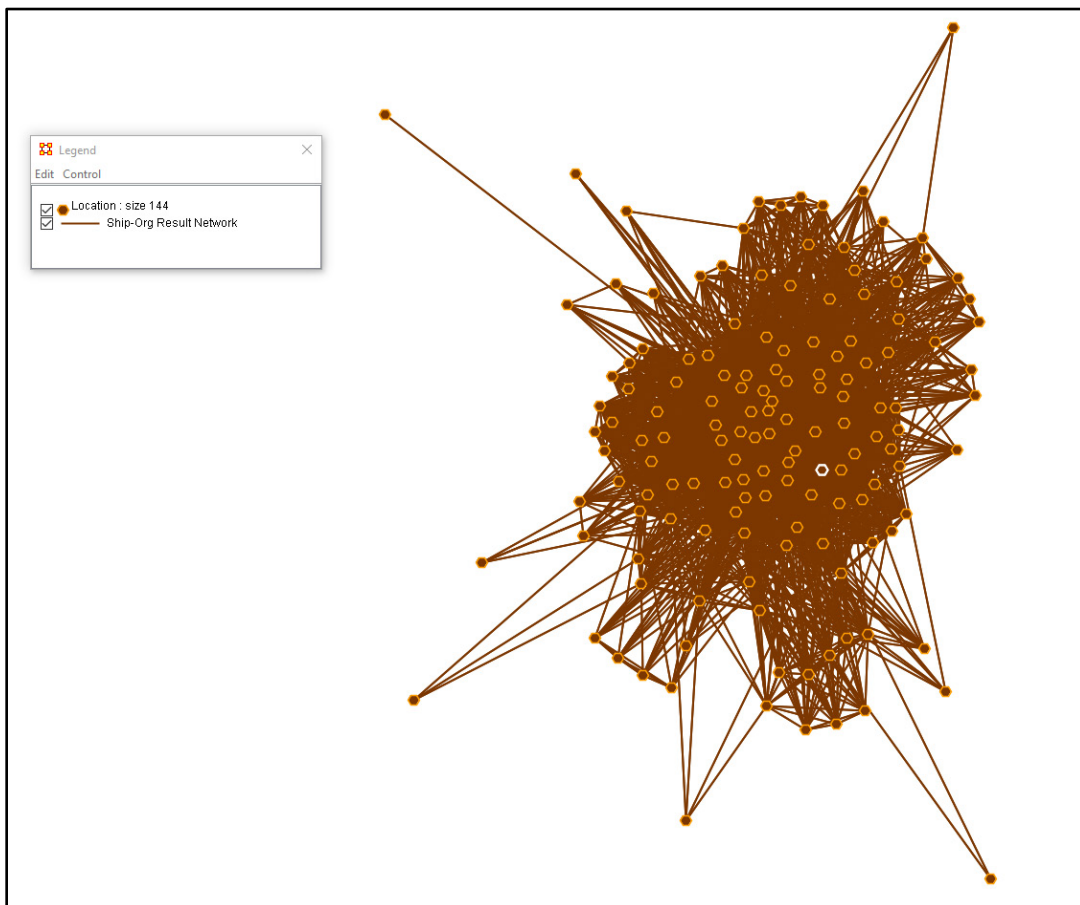 Legend
Edit Control
Location : size 144
Ship-Org Result Network